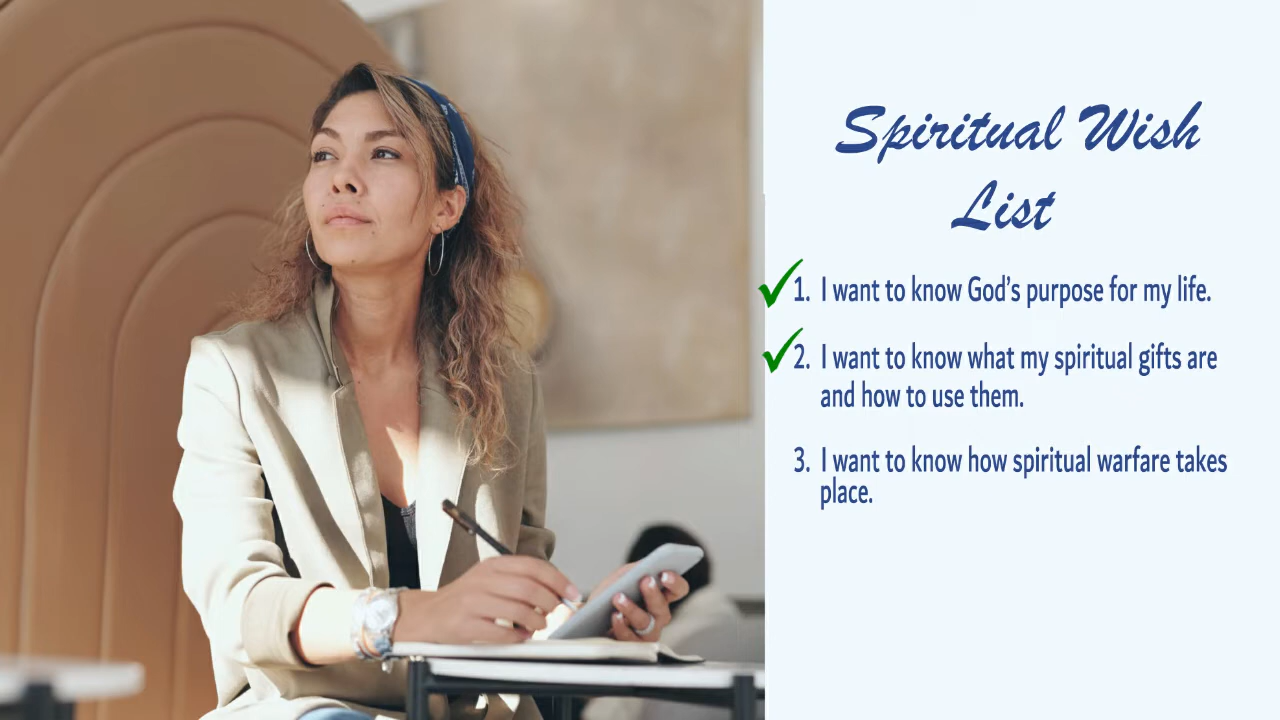 Spiritual Wish
List
1. I want to know God's purpose for my life.
2. I want to know what my spiritual gifts are
and how to use them.
3. I want to know how spiritual warfare takes
place.